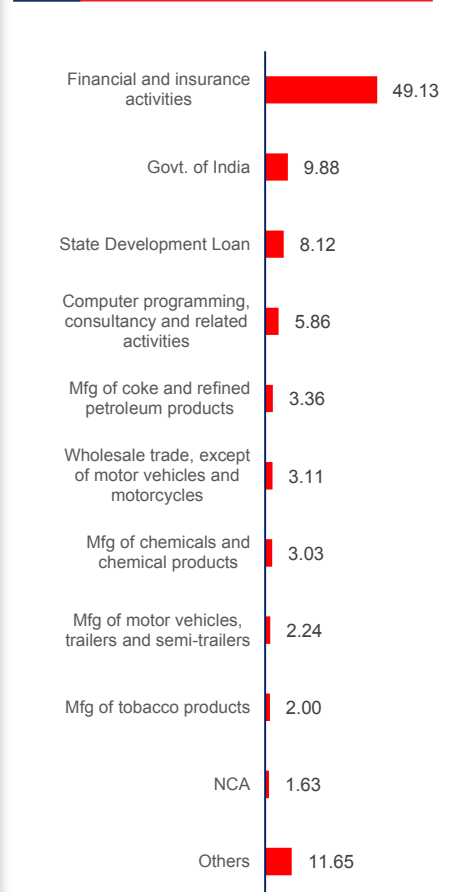 Financial and insurance
activities
49.13
Govt. of India
9.88
State Development Loan
8.12
Computer programming,
consultancy and related
activities
5.86
Mfg of coke and refined
petroleum products
3.36
Wholesale trade, except
of motor vehicles and
motorcycles
3.11
Mfg of chemicals and
chemical products
3.03
Mfg of motor vehicles,
trailers and semi-trailers
2.24
Mfg of tobacco products
2.00
NCA
1.63
Others
11.65